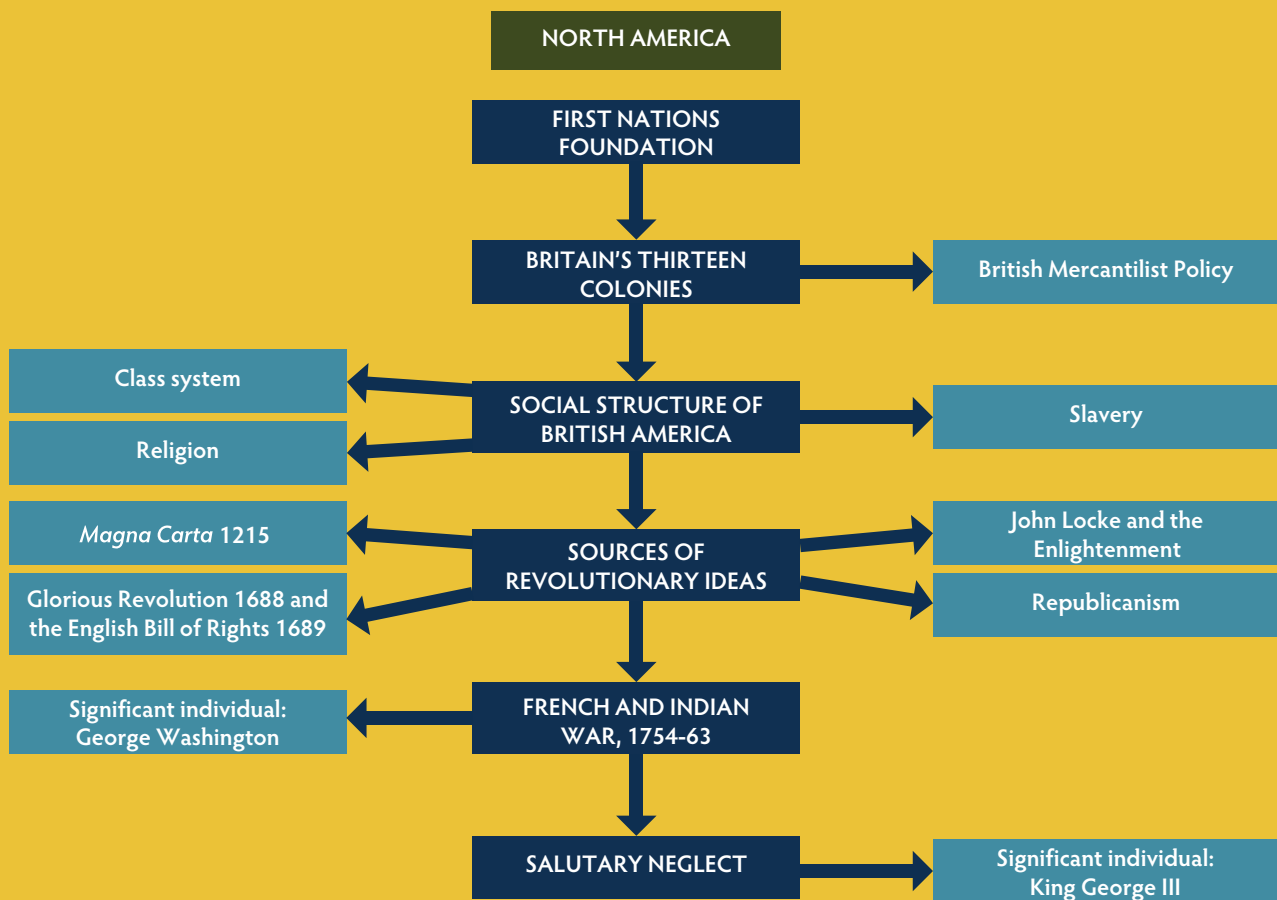 NORTH AMERICA
FIRST NATIONS
FOUNDATION
BRITAIN'S THIRTEEN
COLONIES
British Mercantilist Policy
Class system
Religion
SOCIAL STRUCTURE OF
BRITISH AMERICA
Slavery
Magna Carta 1215
Glorious Revolution 1688 and
the English Bill of Rights 1689
SOURCES OF
REVOLUTIONARY IDEAS
John Locke and the
Enlightenment
Republicanism
Significant individual:
George Washington
FRENCH AND INDIAN
WAR, 1754-63
SALUTARY NEGLECT
Significant individual:
King George III